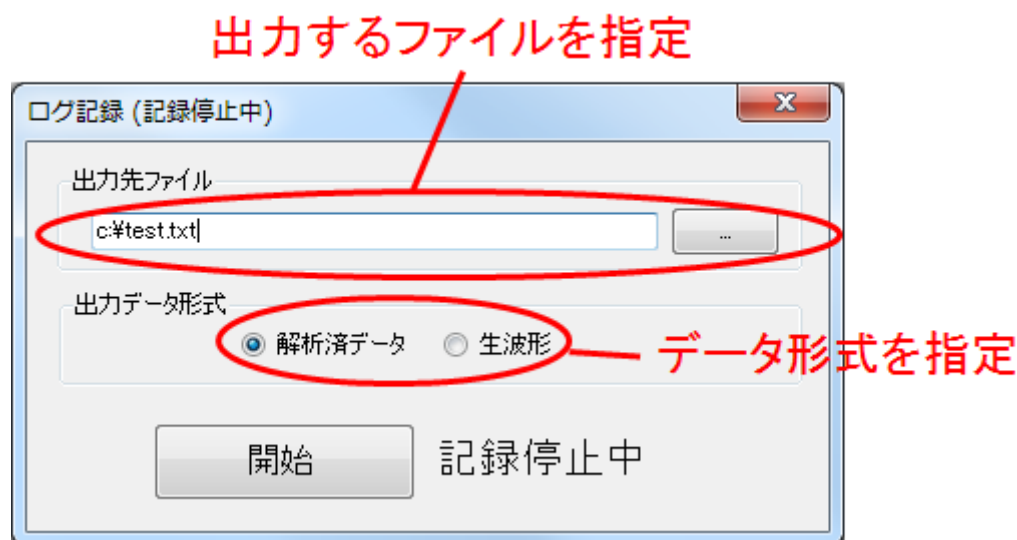 出力するファイルを指定
ログ記録 (記録停止中)
出力先ファイル
c:¥test.txt
...
出力データ形式
解析済データ 生波形
データ形式を指定
開始 記録停止中